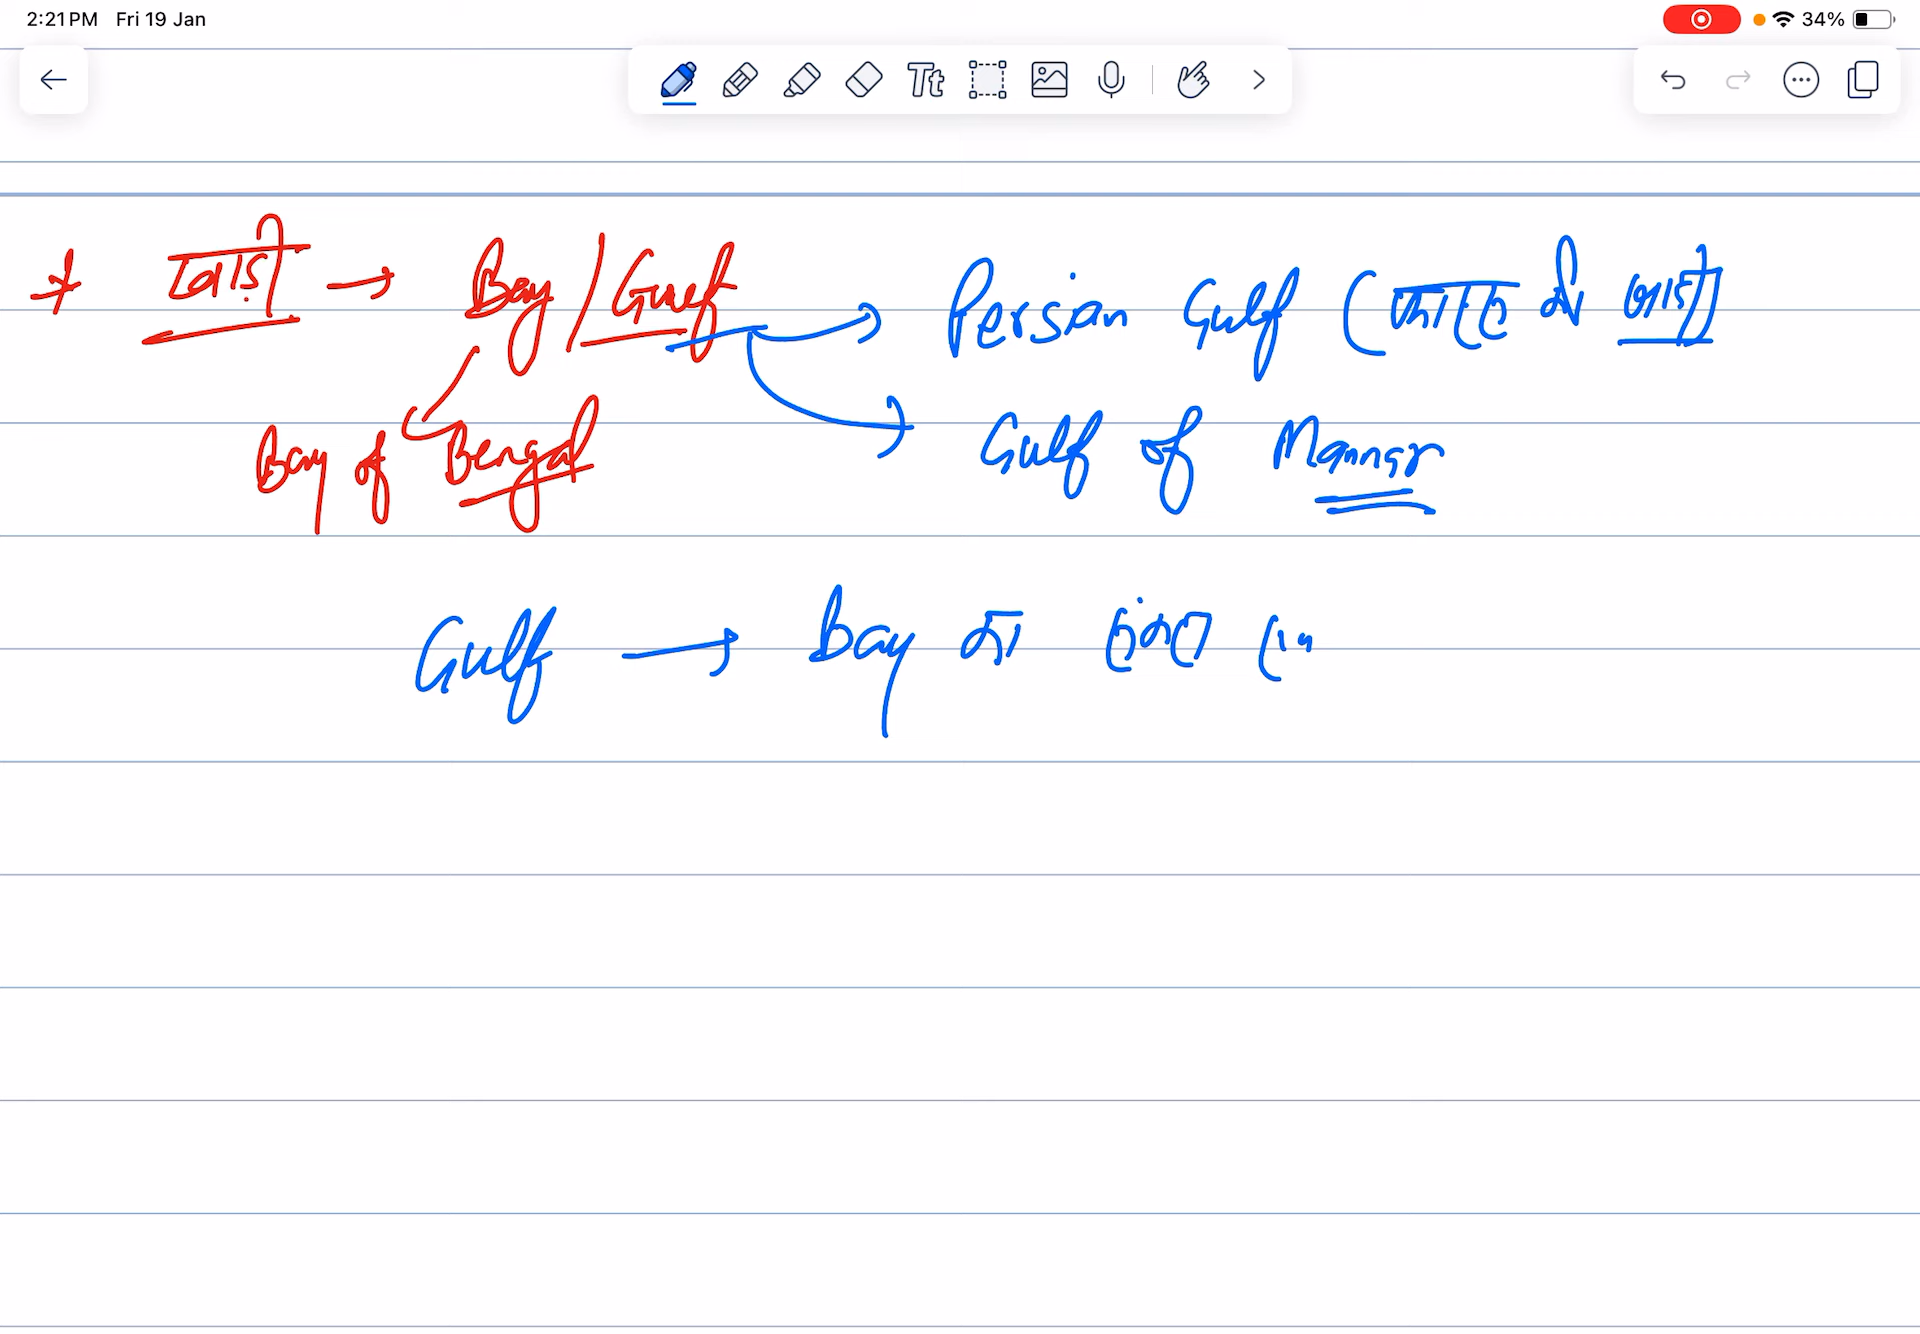 2:21 PM Fri 19 Jan 34%
Tt
* खाड़ी → Bay / Gulf → Persian Gulf (फारस की खाड़ी)
Bay of Bengal → Gulf of Mannar
Gulf → Bay का